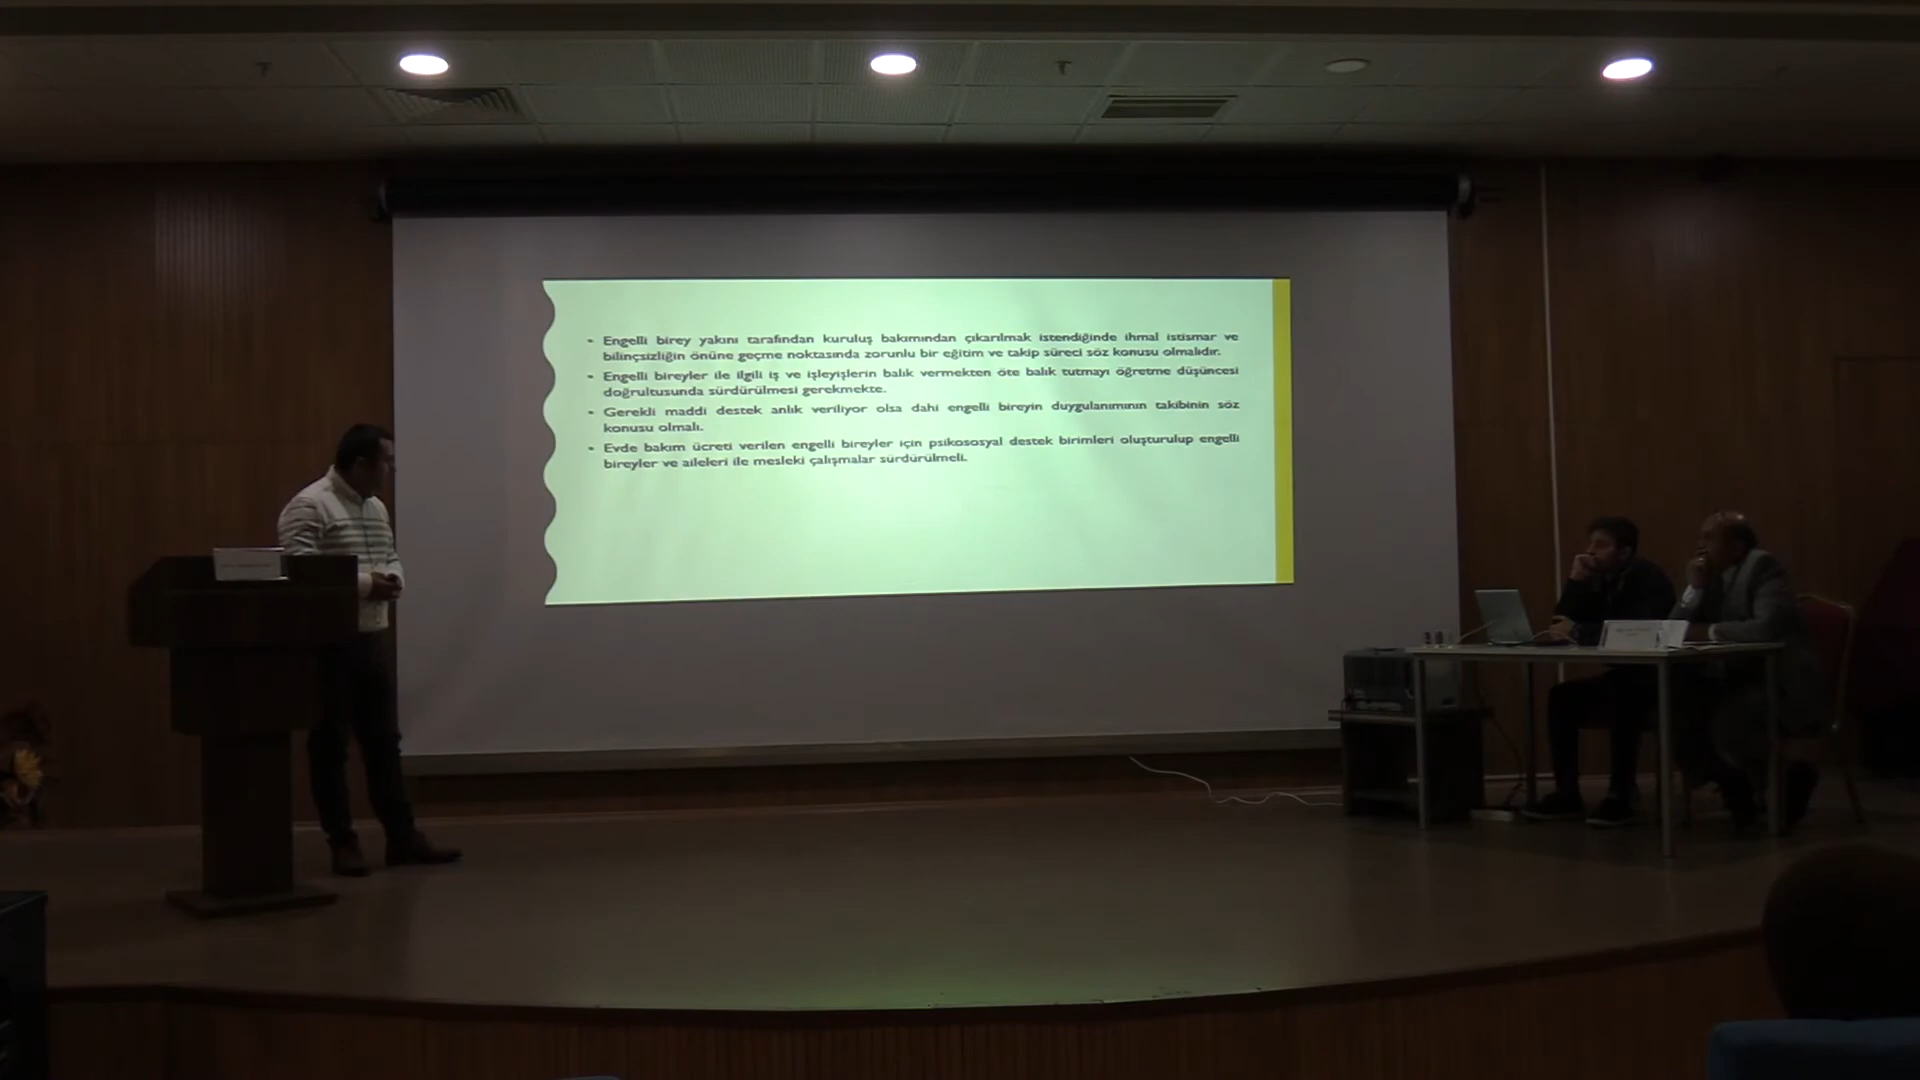 • Engelli birey yakını tarafından kuruluş bakımından çıkarılmak istendiğinde ihmal istismar ve
bilinçsizliğin önüne geçme noktasında zorunlu bir eğitim ve takip süreci söz konusu olmalıdır.
• Engelli bireyler ile ilgili iş ve işleyişlerin balık vermekten öte balık tutmayı öğretme düşüncesi
doğrultusunda sürdürülmesi gerekmekte.
• Gerekli maddi destek anlık veriliyor olsa dahi engelli bireyin duygulanımının takibinin söz
konusu olmalı.
• Evde bakım ücreti verilen engelli bireyler için psikososyal destek birimleri oluşturulup engelli
bireyler ve aileleri ile mesleki çalışmalar sürdürülmeli.